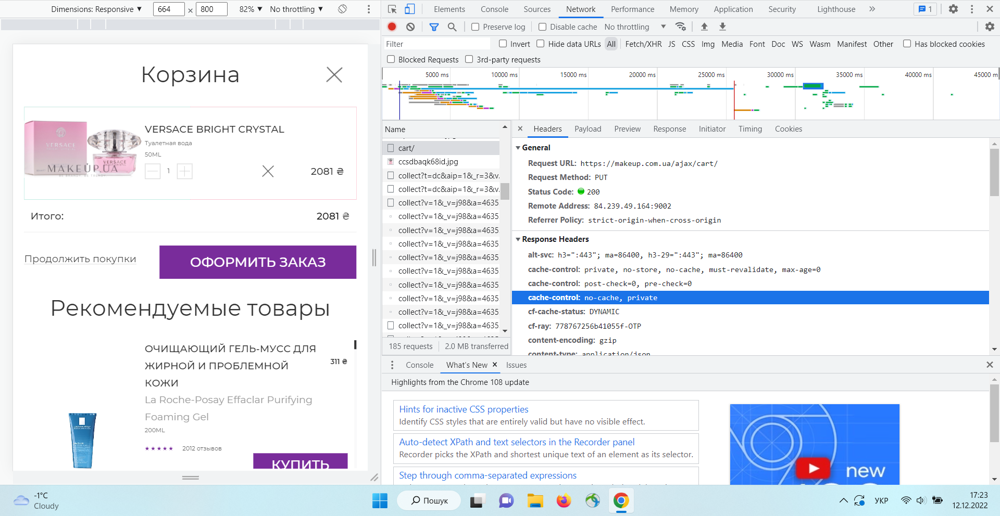 Dimensions: Responsive ▼ 664 × 800 82% ▼ No throttling ▼
Корзина
VERSACE BRIGHT CRYSTAL
Туалетная вода
50ML
1
2081 ₴
VERSACE
VERSACE
MAKEUP.UA
BE BRANDY. BE TRENDY
Итого: 2081 ₴
Продолжить покупки
ОФОРМИТЬ ЗАКАЗ
Рекомендуемые товары
ОЧИЩАЮЩИЙ ГЕЛЬ-МУСС ДЛЯ
ЖИРНОЙ И ПРОБЛЕМНОЙ
КОЖИ
311 ₴
La Roche-Posay Effaclar Purifying
Foaming Gel
200ML
★★★★★ 2012 отзывов
КУПИТЬ
Elements Console Sources Network Performance Memory Application Security Lighthouse » 1
Preserve log Disable cache No throttling ▼
Filter Invert Hide data URLs All Fetch/XHR JS CSS Img Media Font Doc WS Wasm Manifest Other Has blocked cookies
Blocked Requests 3rd-party requests
5000 ms 10000 ms 15000 ms 20000 ms 25000 ms 30000 ms 35000 ms 40000 ms 45000 m
Name
cart/
ccsdbaqk68id.jpg
collect?t=dc&aip=1&_r=3&v.
collect?t=dc&aip=1&_r=3&v.
collect?v=1&_v=j98&a=4635
collect?v=1&_v=j98&a=4635
collect?v=1&_v=j98&a=4635
collect?v=1&_v=j98&a=4635
collect?v=1&_v=j98&a=4635
collect?v=1&_v=j98&a=4635
collect?v=1&_v=j98&a=4635
collect?v=1&_v=j98&a=4635
collect?v=1&_v=j98&a=4635
collect?v=1&_v=j98&a=4635
185 requests 2.0 MB transferred
Headers Payload Preview Response Initiator Timing Cookies
General
Request URL: https://makeup.com.ua/ajax/cart/
Request Method: PUT
Status Code: 200
Remote Address: 84.239.49.164:9002
Referrer Policy: strict-origin-when-cross-origin
Response Headers
alt-svc: h3=":443"; ma=86400, h3-29=":443"; ma=86400
cache-control: private, no-store, no-cache, must-revalidate, max-age=0
cache-control: post-check=0, pre-check=0
cache-control: no-cache, private
cf-cache-status: DYNAMIC
cf-ray: 778767256b41055f-OTP
content-encoding: gzip
content-type: application/json
Console What's New Issues
Highlights from the Chrome 108 update
Hints for inactive CSS properties
Identify CSS styles that are entirely valid but have no visible effect.
Auto-detect XPath and text selectors in the Recorder panel
Recorder picks the XPath and shortest unique text of an element as its selector.
Step through comma-separated expressions
new
-1°C
Cloudy
Пошук
УКР
17:23
12.12.2022